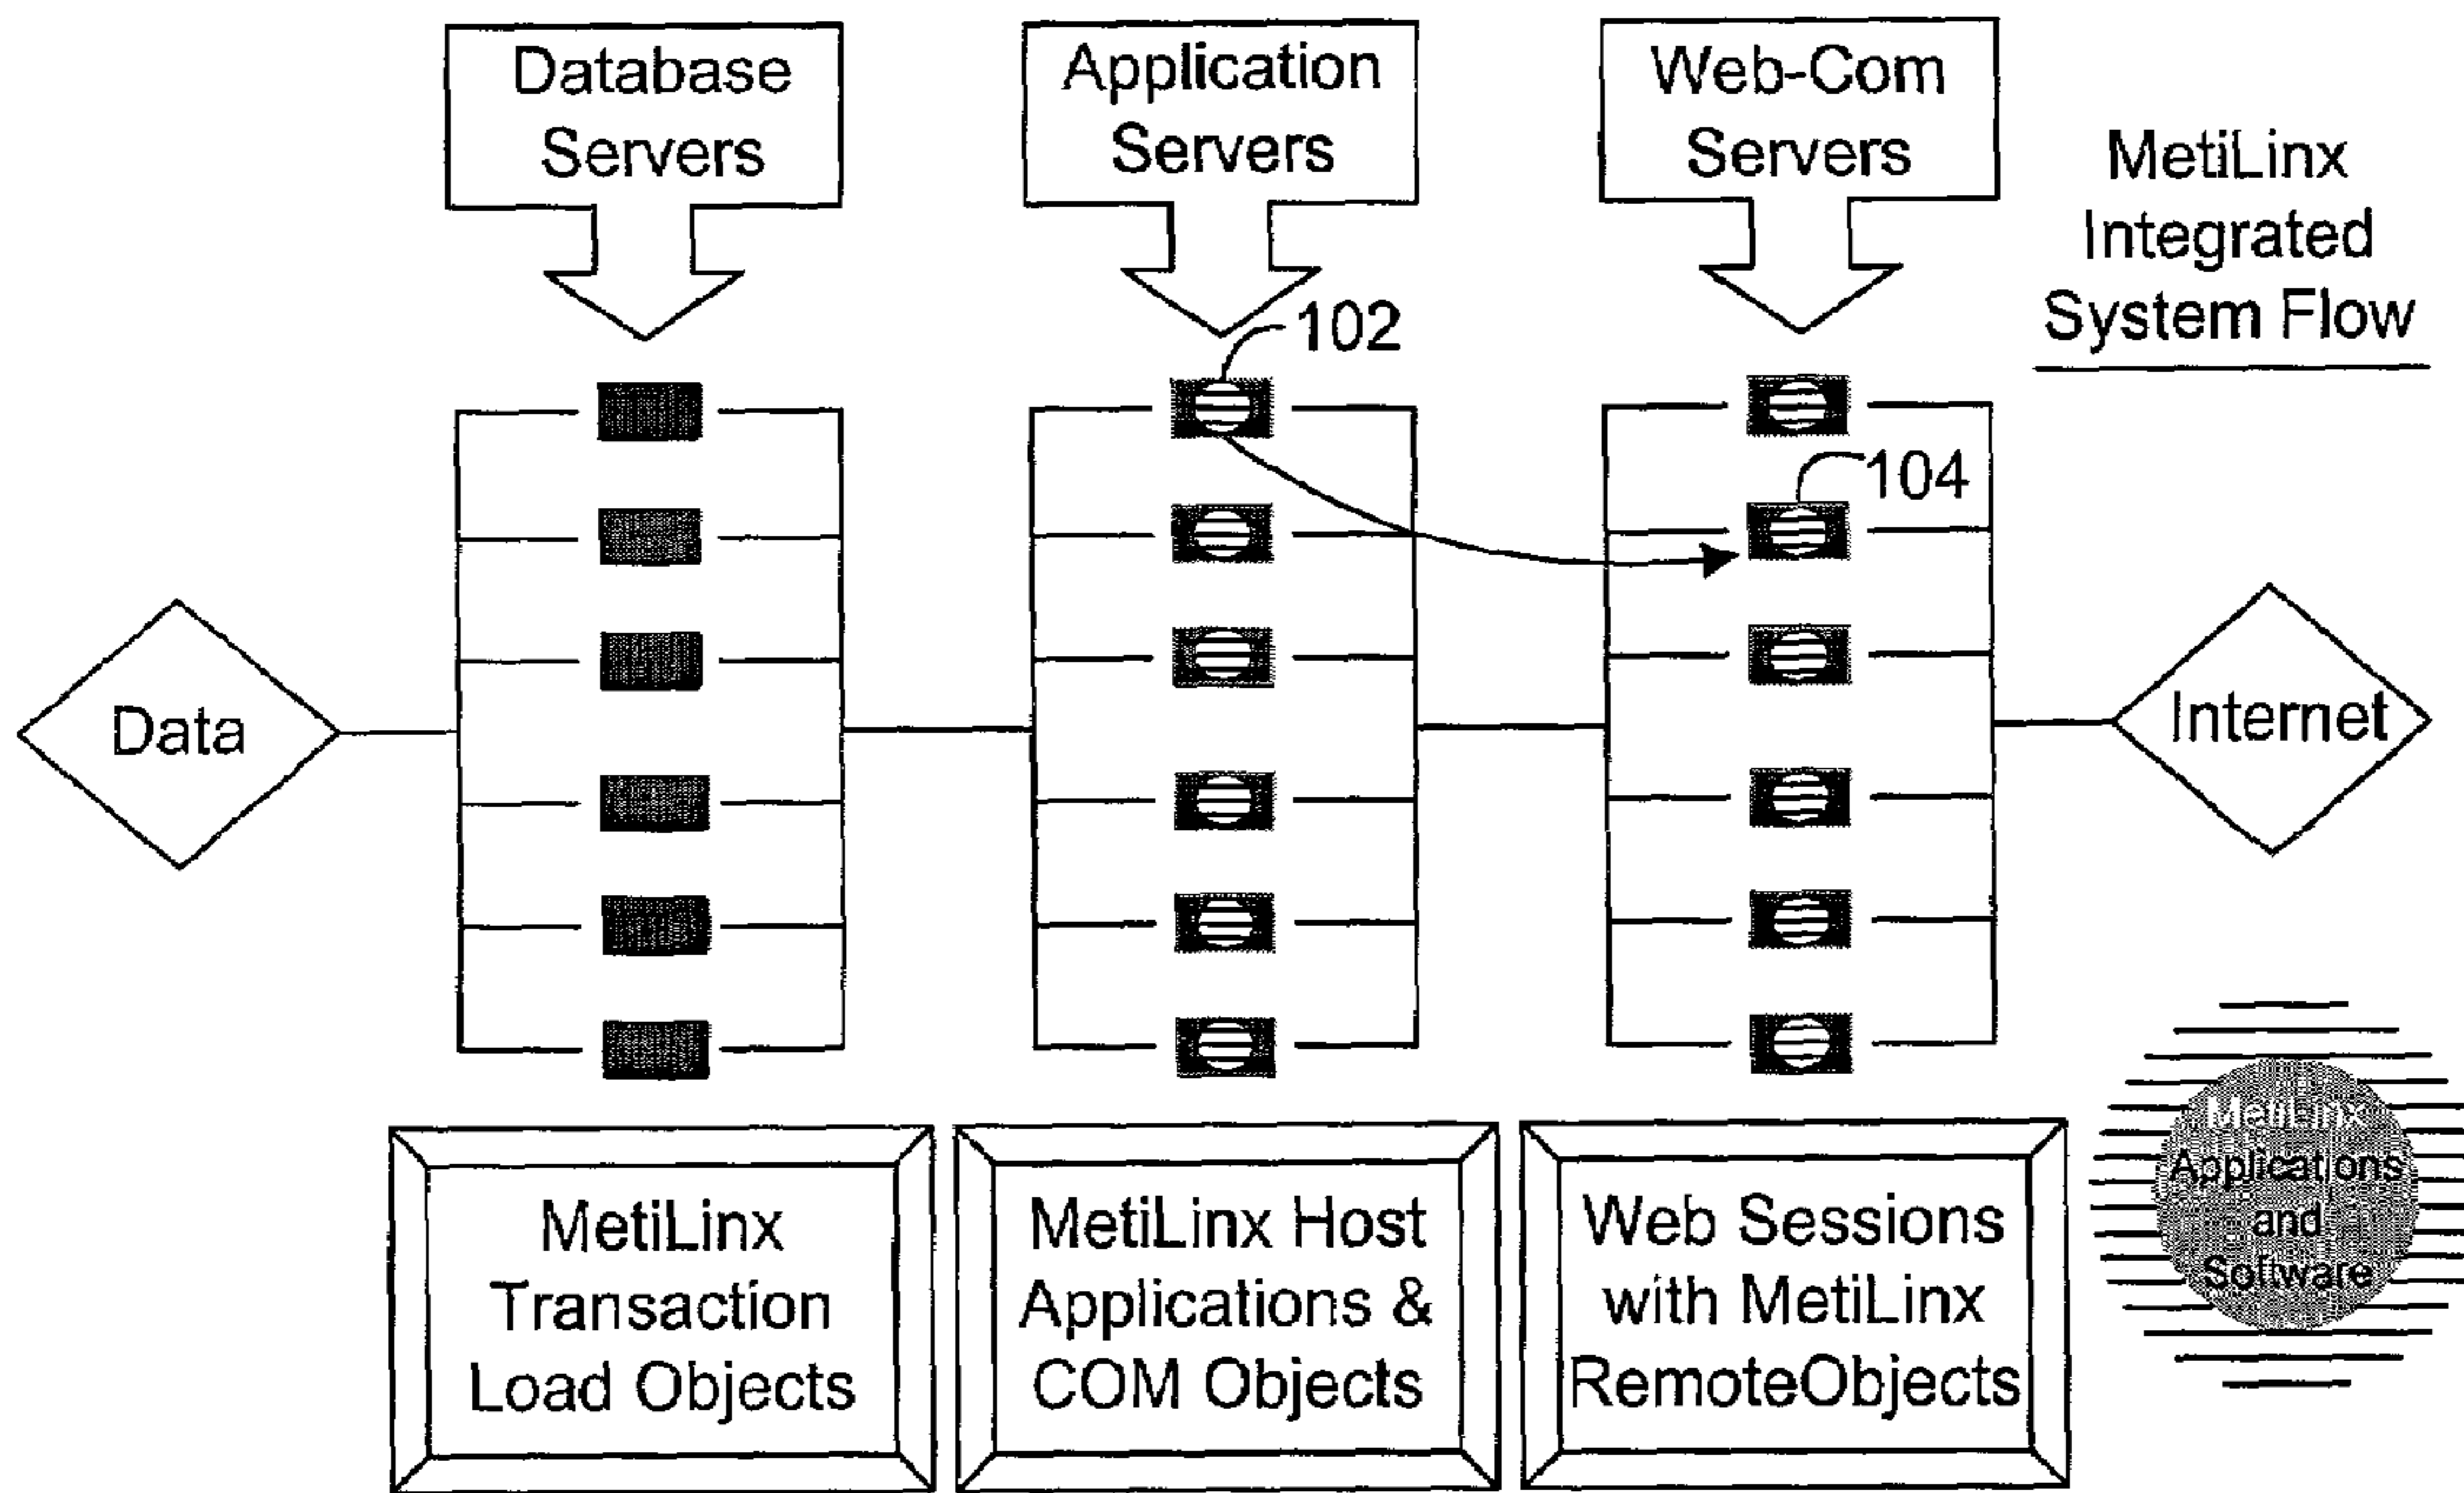 Database
Servers
Application
Servers
Web-Com
Servers
MetiLinx
Integrated
System Flow
102
104
Data
Internet
MetiLinx
Transaction
Load Objects
MetiLinx Host
Applications &
COM Objects
Web Sessions
with MetiLinx
RemoteObjects
MetiLinx
Applications
and
Software